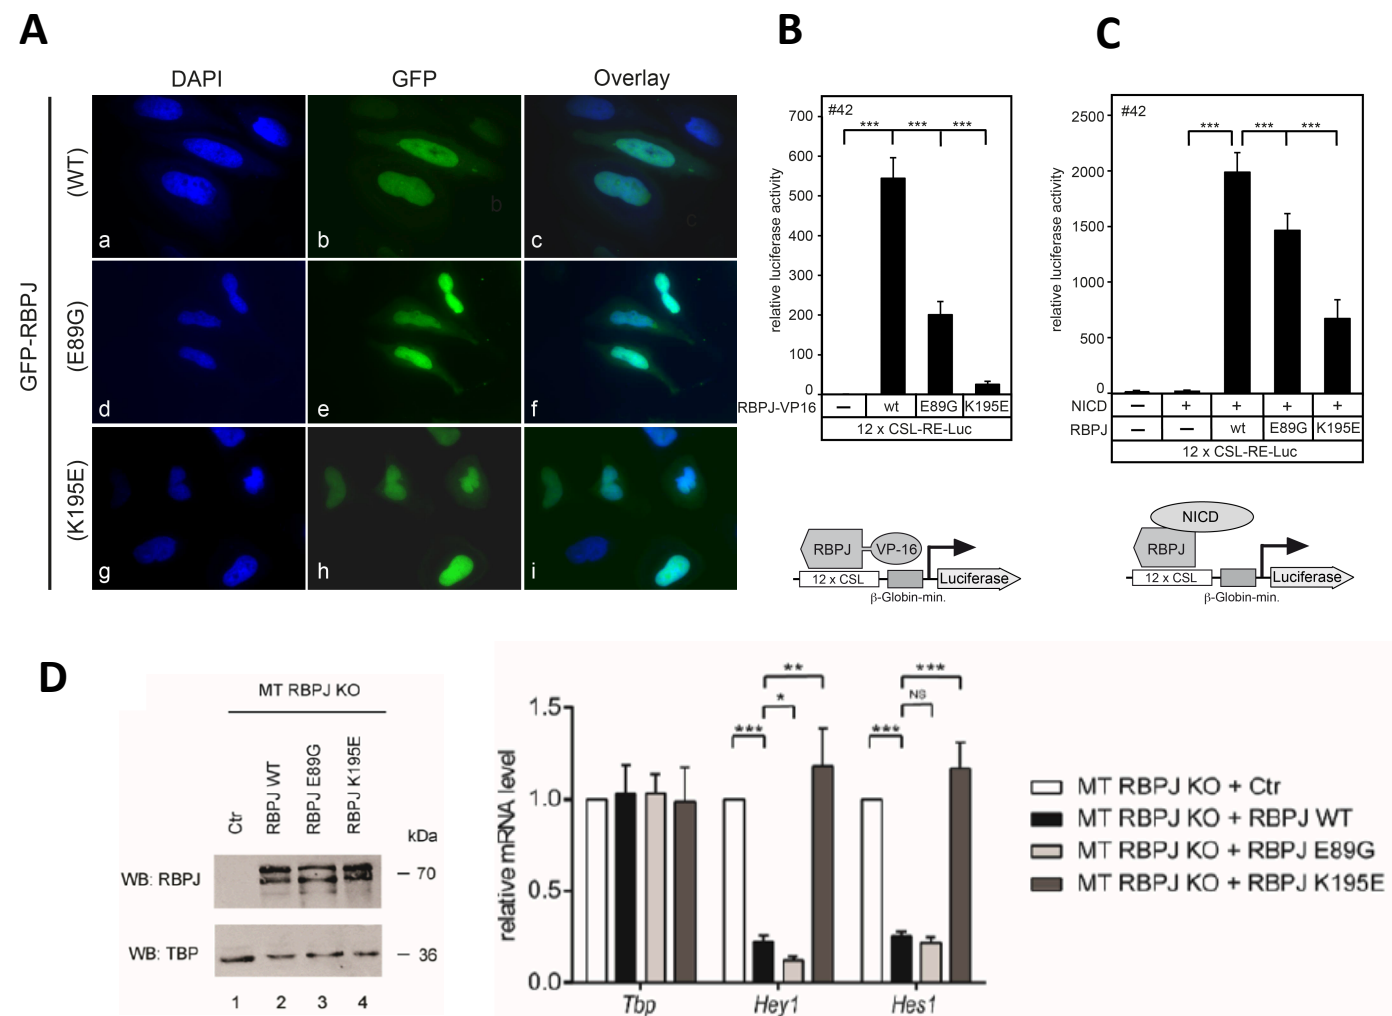 A
B
C
DAPI
GFP
Overlay
GFP-RBPJ
(WT)
(E89G)
(K195E)
a
b
b
c
c
d
e
f
g
h
i
#42
relative luciferase activity
700
600
500
400
300
200
100
0
***
***
***
RBPJ-VP16
–
wt
E89G
K195E
12 x CSL-RE-Luc
RBPJ
VP-16
12 x CSL
Luciferase
β-Globin-min.
#42
relative luciferase activity
2500
2000
1500
1000
500
0
***
***
***
NICD
– + + + +
RBPJ
– – wt E89G K195E
12 x CSL-RE-Luc
NICD
RBPJ
12 x CSL
Luciferase
β-Globin-min.
D
MT RBPJ KO
Ctr
RBPJ WT
RBPJ E89G
RBPJ K195E
kDa
WB: RBPJ
– 70
WB: TBP
– 36
1 2 3 4
relative mRNA level
1.5
1.0
0.5
0.0
**
*
***
***
NS
***
Tbp
Hey1
Hes1
MT RBPJ KO + Ctr
MT RBPJ KO + RBPJ WT
MT RBPJ KO + RBPJ E89G
MT RBPJ KO + RBPJ K195E